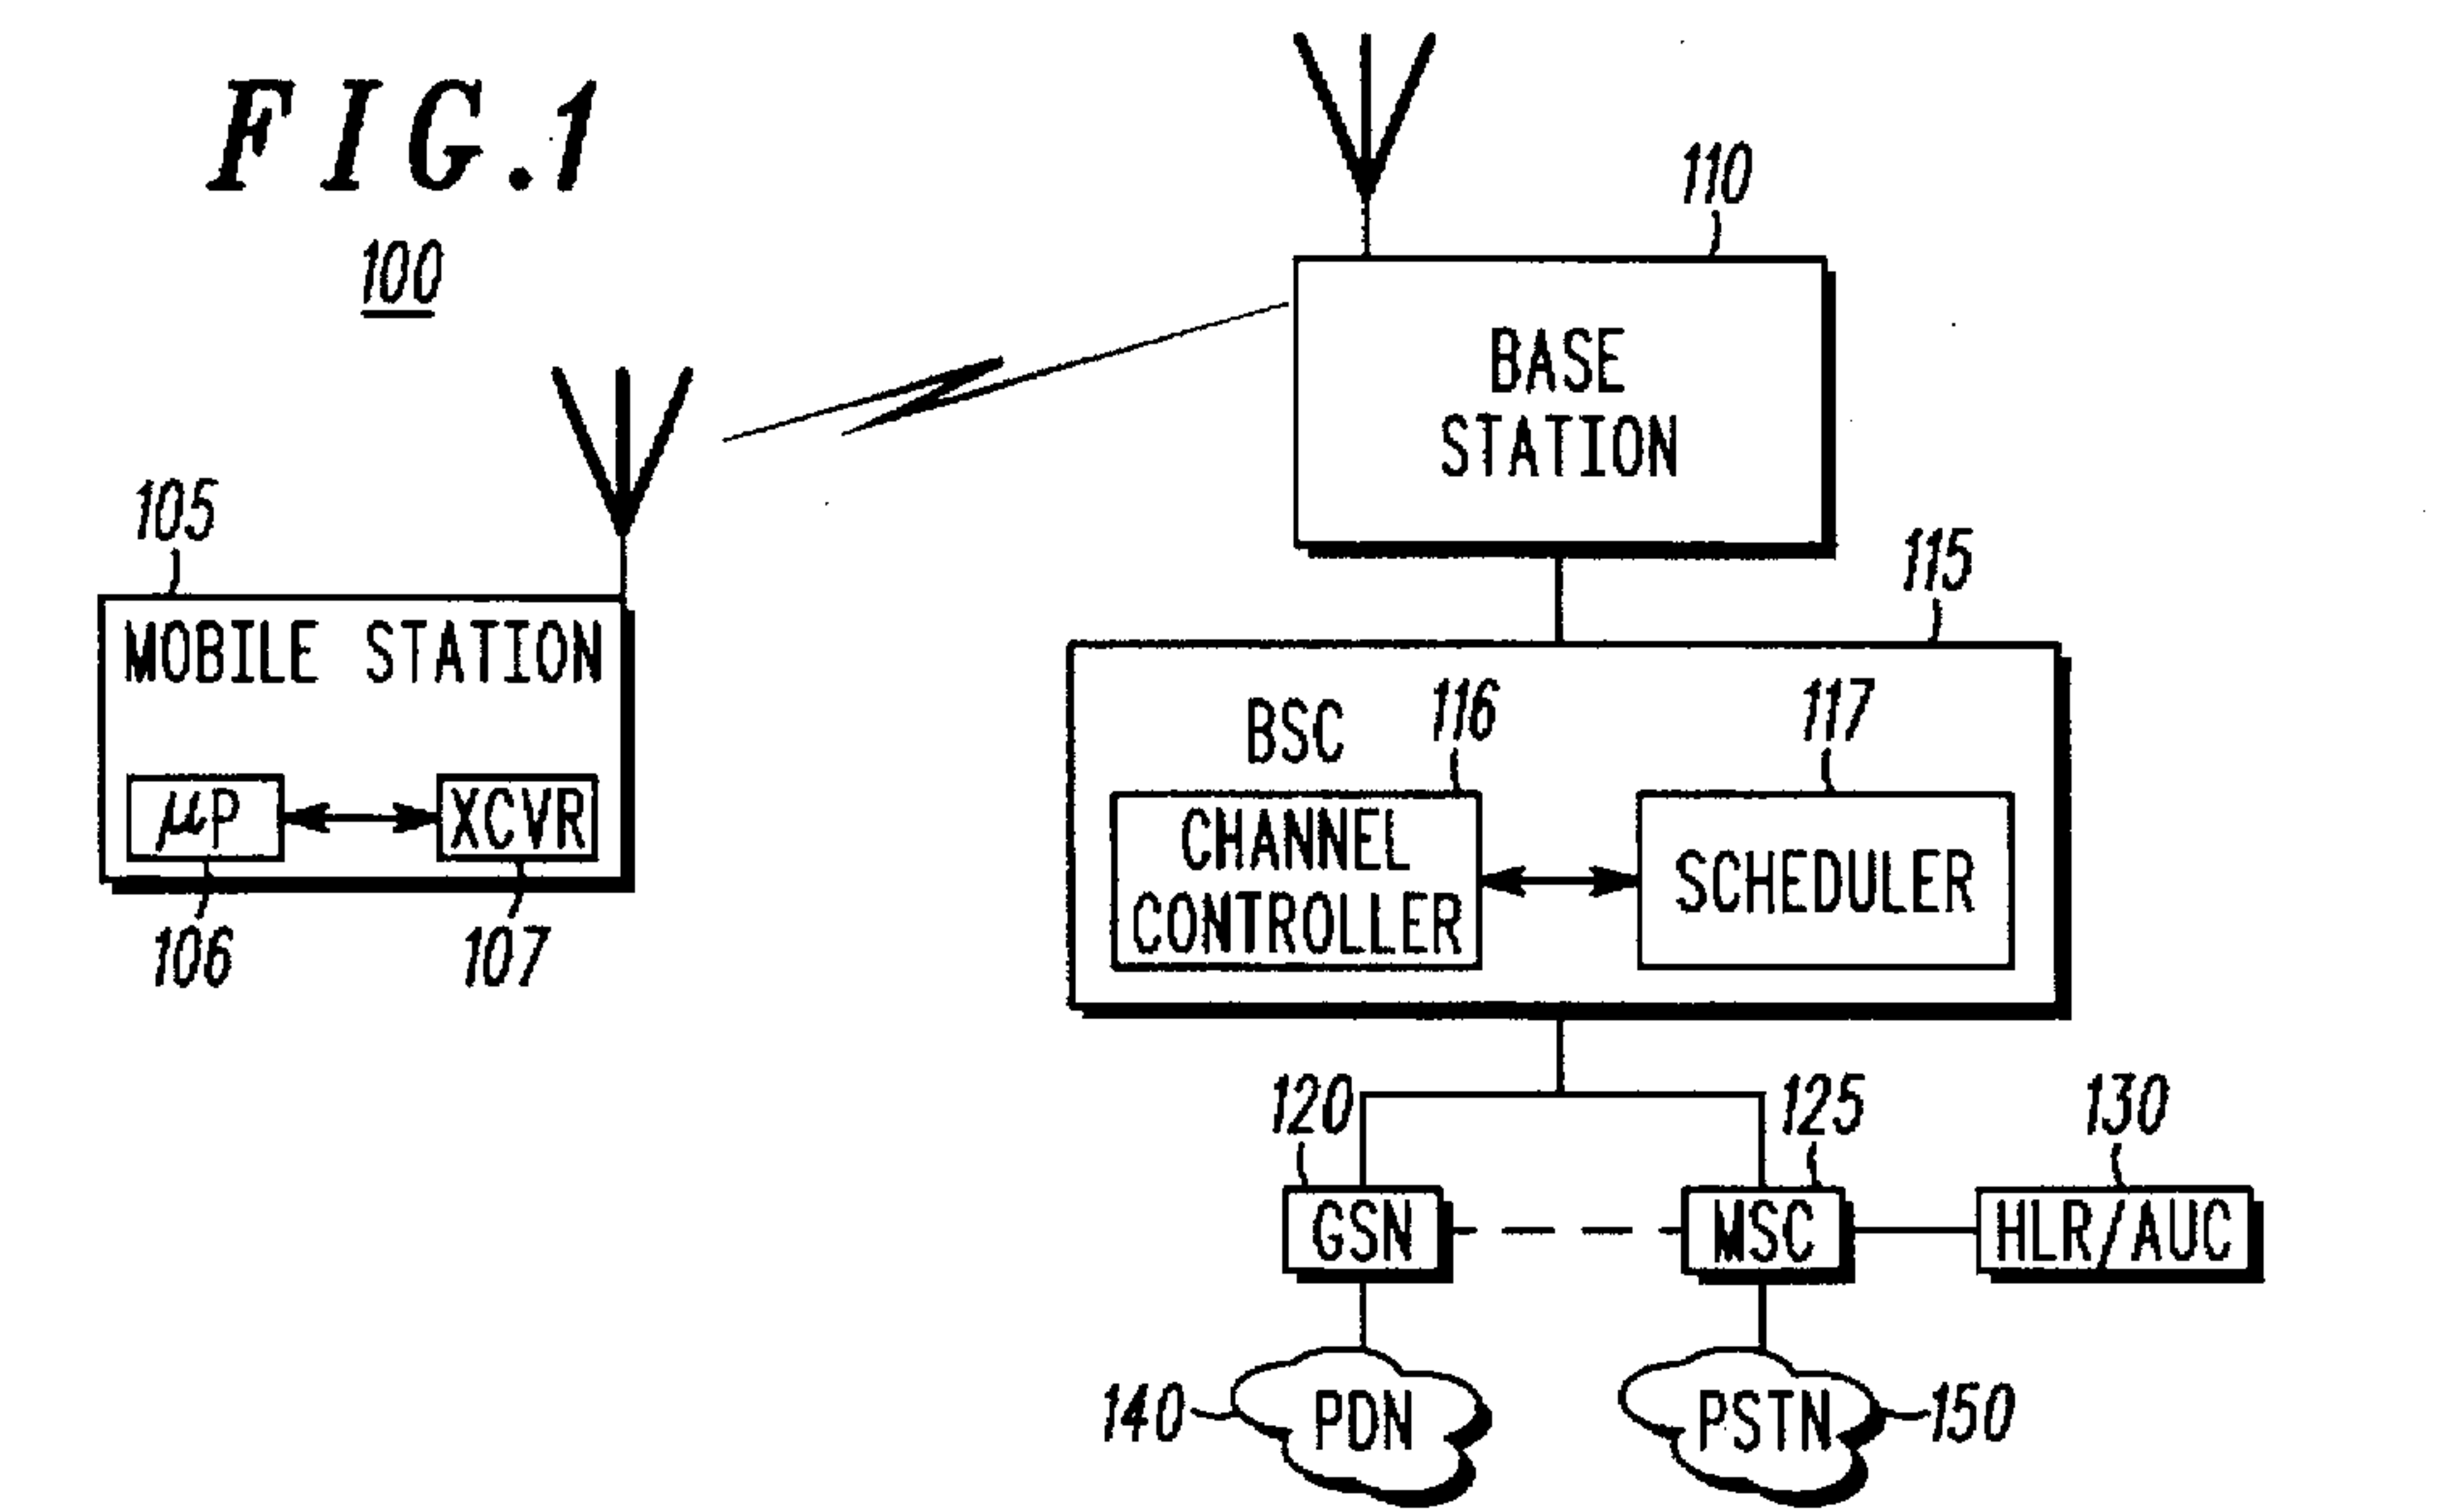 FIG.1
100
110
BASE
STATION
105
MOBILE STATION
µP
XCVR
106
107
115
BSC
116
117
CHANNEL
CONTROLLER
SCHEDULER
120
125
130
GSN
MSC
HLR/AUC
140
PDN
PSTN
150